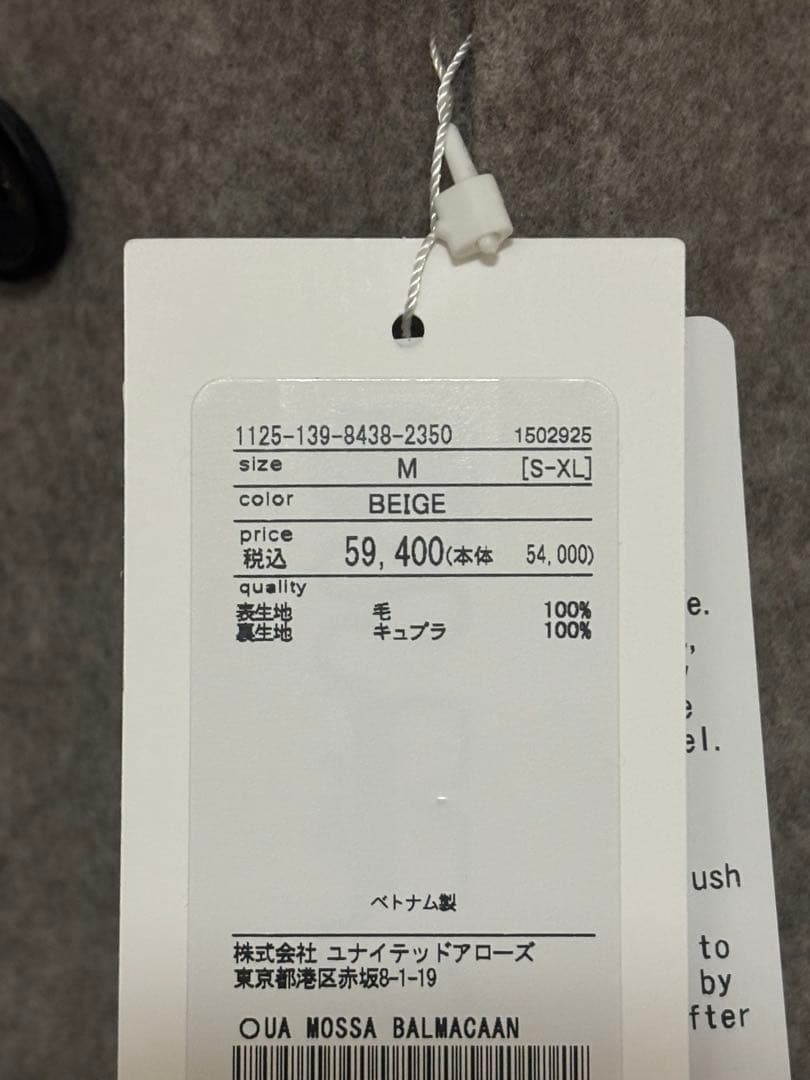 1125-139-8438-2350 1502925
size M [S-XL]
color BEIGE
price
税込 59,400(本体 54,000)
quality
表生地 毛 100%
裏生地 キュプラ 100%
ベトナム製
株式会社 ユナイテッドアローズ
東京都港区赤坂8-1-19
○UA MOSSA BALMACAAN
e.
,
e
el.
ush
to
by
fter